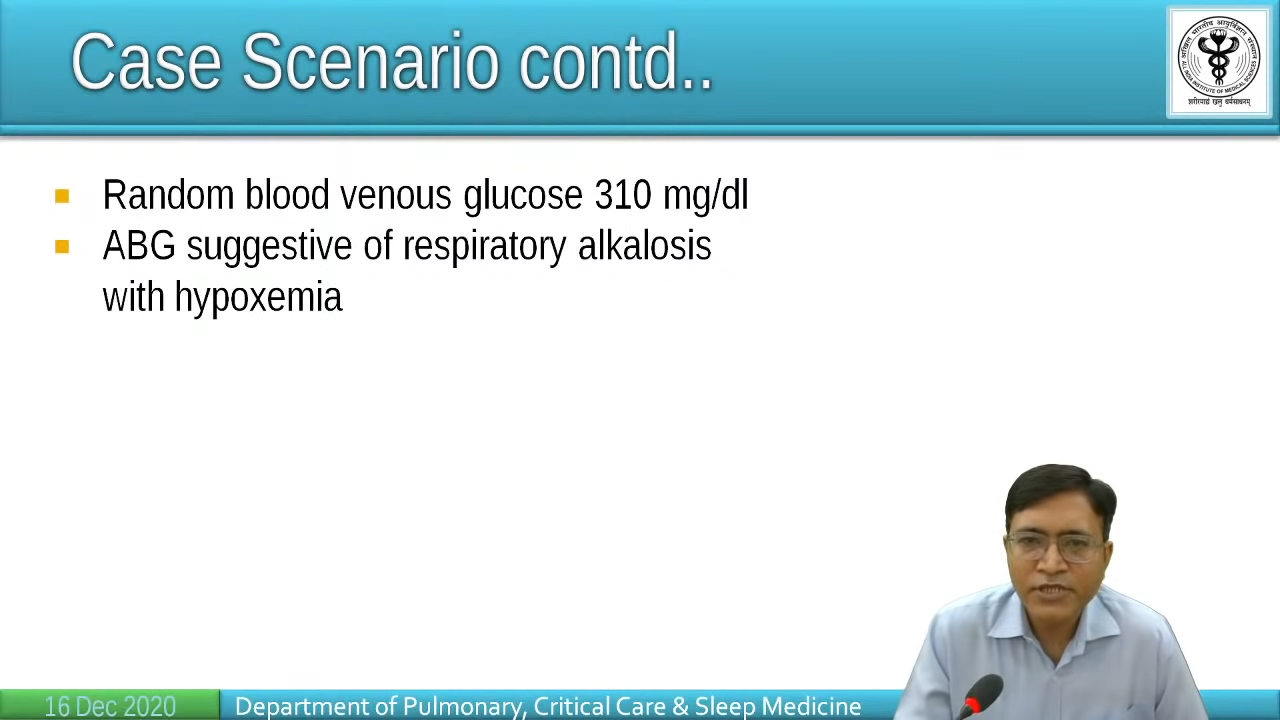 Case Scenario contd..
Random blood venous glucose 310 mg/dl
ABG suggestive of respiratory alkalosis
with hypoxemia
16 Dec 2020
Department of Pulmonary, Critical Care & Sleep Medicine